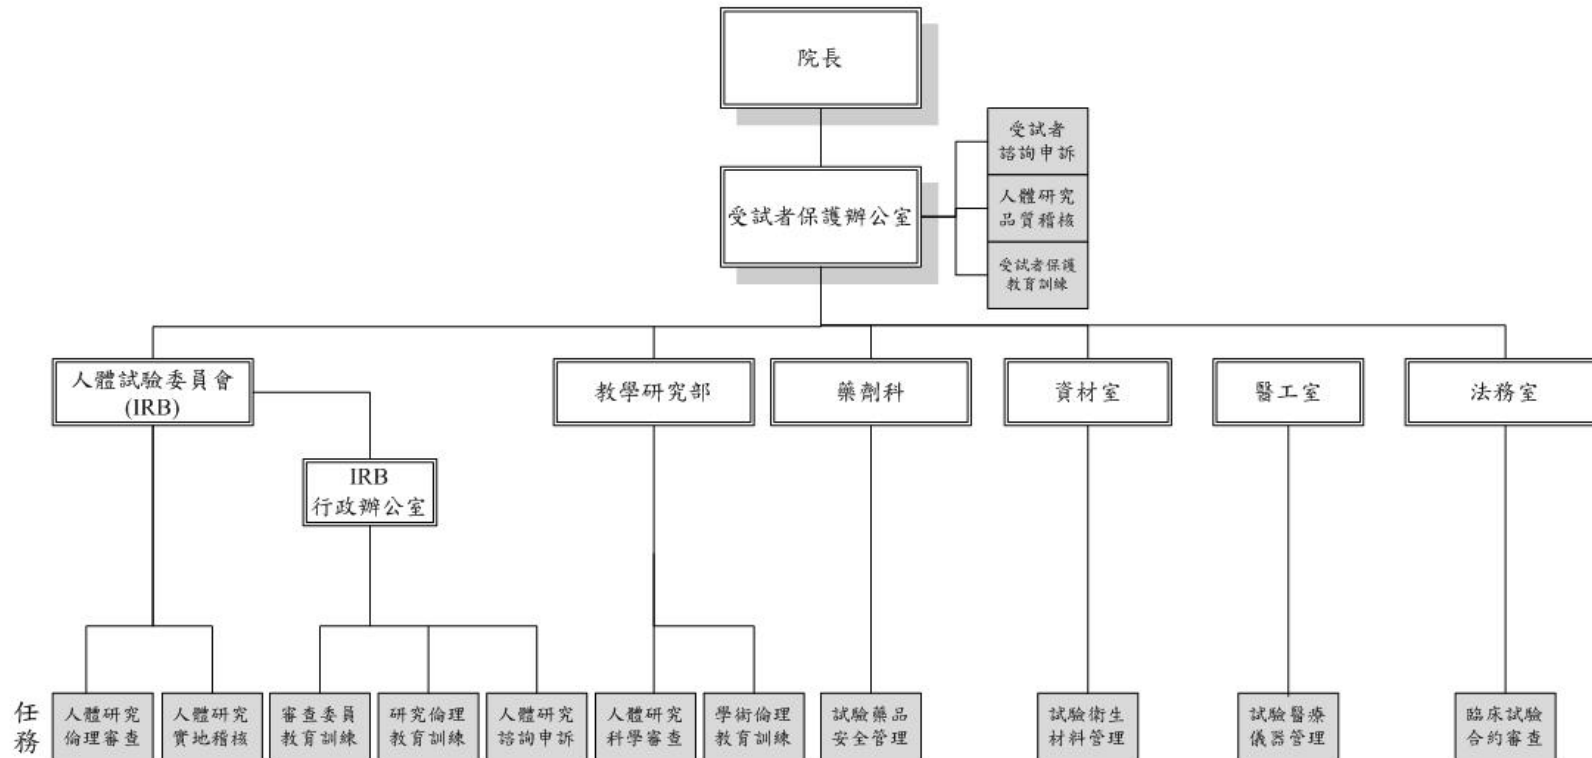 院長
受試者
諮詢申訴
受試者保護辦公室
人體研究
品質稽核
受試者保護
教育訓練
人體試驗委員會
(IRB)
教學研究部
藥劑科
資材室
醫工室
法務室
IRB
行政辦公室
任務
人體研究
倫理審查
人體研究
實地稽核
審查委員
教育訓練
研究倫理
教育訓練
人體研究
諮詢申訴
人體研究
科學審查
學術倫理
教育訓練
試驗藥品
安全管理
試驗衛生
材料管理
試驗醫療
儀器管理
臨床試驗
合約審查